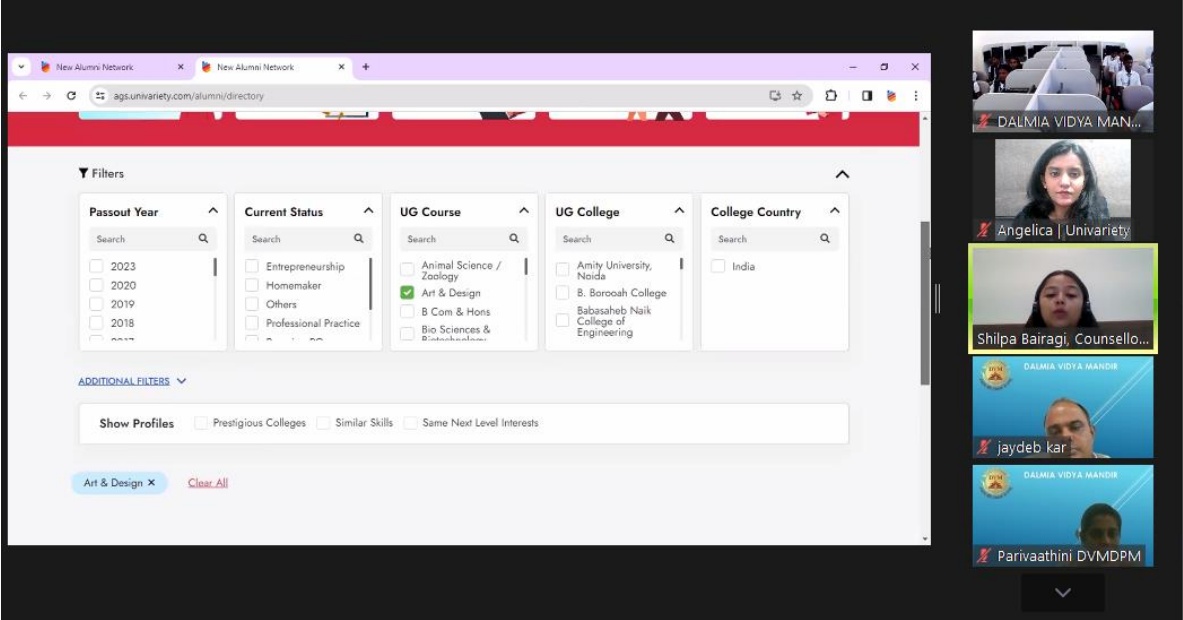 New Alumni Network
New Alumni Network
ags.univariety.com/alumni/directory
Filters
Passout Year
Search
2023
2020
2019
2018
2017
Current Status
Search
Entrepreneurship
Homemaker
Others
Professional Practice
UG Course
Search
Animal Science /
Zoology
Art & Design
B Com & Hons
Bio Sciences &
Biotechnology
UG College
Search
Amity University,
Noida
B. Borooah College
Babasaheb Naik
College of
Engineering
College Country
Search
India
ADDITIONAL FILTERS
Show Profiles Prestigious Colleges Similar Skills Same Next Level Interests
Art & Design × Clear All
DALMIA VIDYA MAN...
Angelica | Univariety
Shilpa Bairagi, Counsello...
DALMIA VIDYA MANDIR
jaydeb kar
DALMIA VIDYA MANDIR
Parivaathini DVMDPM